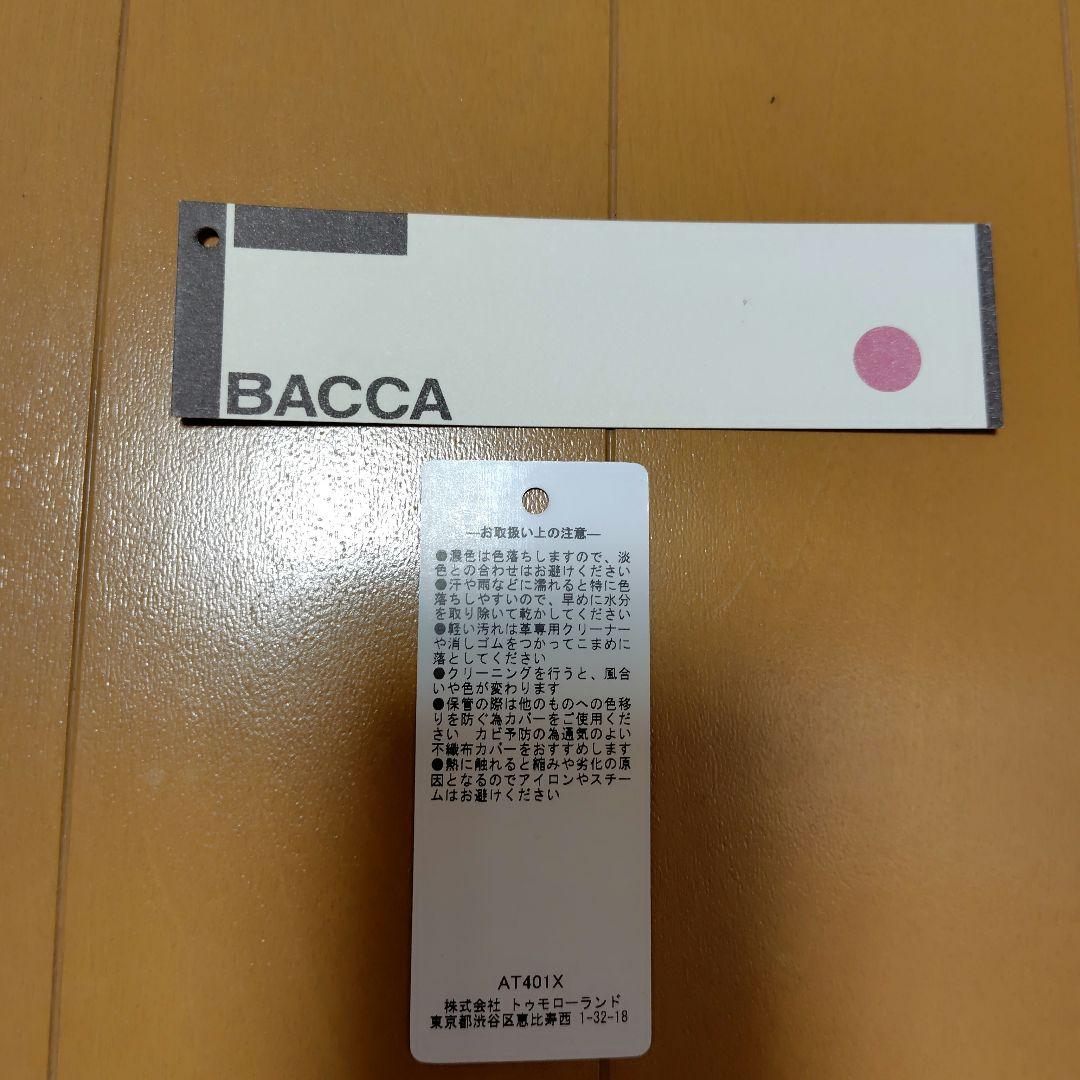 BACCA
―お取扱い上の注意―
●濃色は色落ちしますので、淡
色との合わせはお避けください
●汗や雨などに濡れると特に色
落ちしやすいので、早めに水分
を取り除いて乾かしてください
●軽い汚れは革専用クリーナー
や消しゴムをつかってこまめに
落としてください
●クリーニングを行うと、風合
いや色が変わります
●保管の際は他のものへの色移
りを防ぐ為カバーをご使用くだ
さい　カビ予防の為通気のよい
不織布カバーをおすすめします
●熱に触れると縮みや劣化の原
因となるのでアイロンやスチー
ムはお避けください
AT401X
株式会社 トゥモローランド
東京都渋谷区恵比寿西 1-32-18